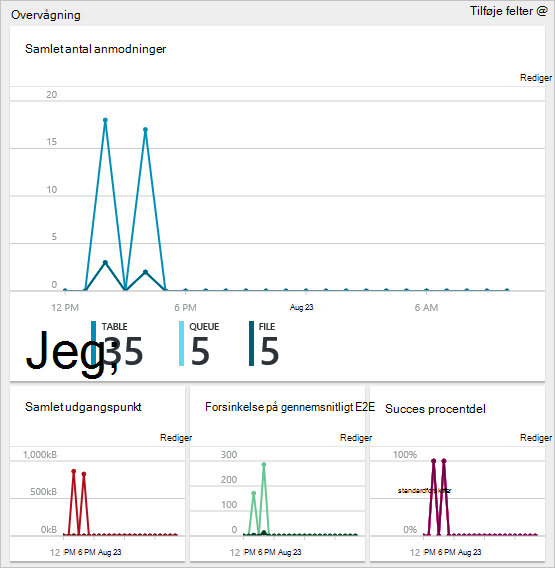 Overvågning
Tilføje felter @
Samlet antal anmodninger
Rediger
20
15
10
5
0
12 PM 6 PM Aug 23 6 AM
TABLE QUEUE FILE
Jeg; 35 5 5
Samlet udgangspunkt
Rediger
1,000kB
500kB
0kB
12 PM 6 PM Aug 23
Forsinkelse på gennemsnitligt E2E
300
200
100
0
12 PM 6 PM Aug 23
Succes procentdel
Rediger
100%
0%
12 PM 6 PM Aug 23